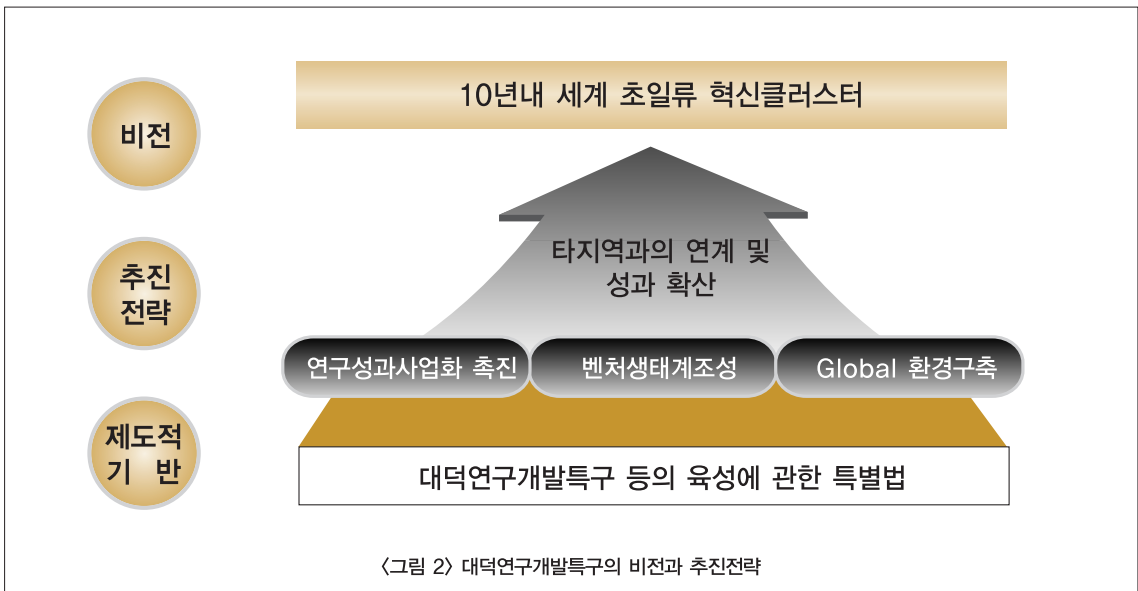 비전
10년내 세계 초일류 혁신클러스터
추진
전략
타지역과의 연계 및
성과 확산
연구성과사업화 촉진
벤처생태계조성
Global 환경구축
제도적
기 반
대덕연구개발특구 등의 육성에 관한 특별법
〈그림 2〉 대덕연구개발특구의 비전과 추진전략